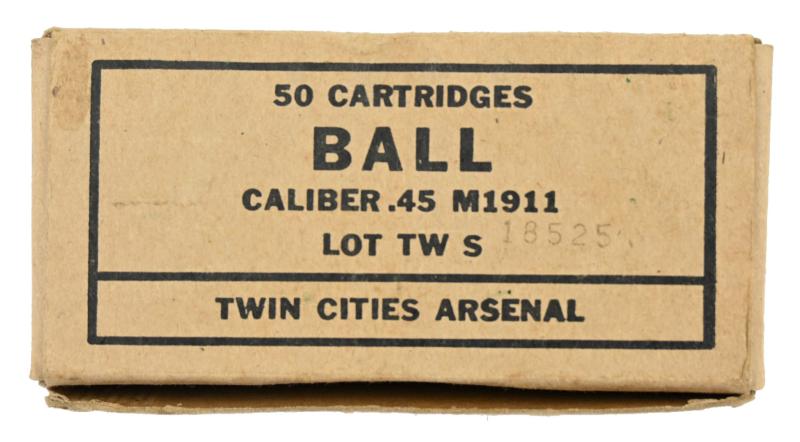 50 CARTRIDGES
BALL
CALIBER .45 M1911
LOT TW S 18525
TWIN CITIES ARSENAL